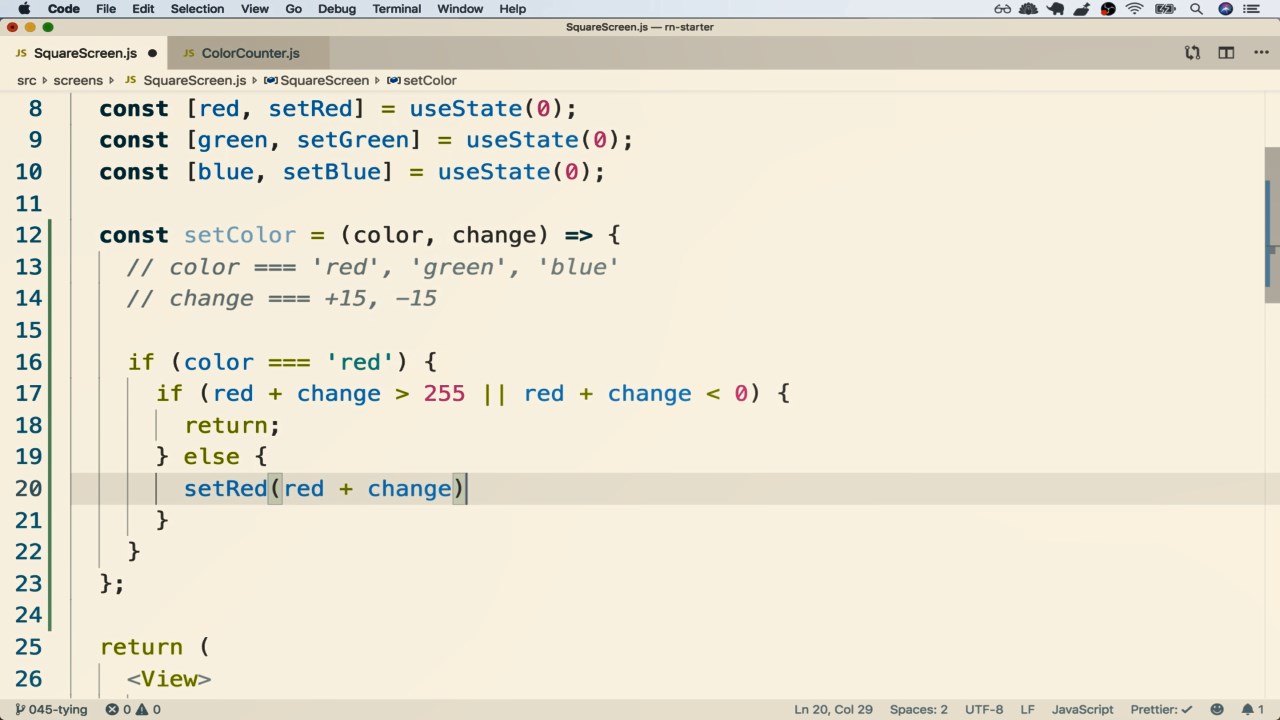 Code File Edit Selection View Go Debug Terminal Window Help
SquareScreen.js — rn-starter
JS SquareScreen.js ● JS ColorCounter.js
src screens JS SquareScreen.js SquareScreen setColor
8 const [red, setRed] = useState(0);
9 const [green, setGreen] = useState(0);
10 const [blue, setBlue] = useState(0);
11
12 const setColor = (color, change) => {
13 // color === 'red', 'green', 'blue'
14 // change === +15, -15
15
16 if (color === 'red') {
17 if (red + change > 255 || red + change < 0) {
18 return;
19 } else {
20 setRed(red + change)
21 }
22 }
23 };
24
25 return (
26 <View>
045-tying 0 0 Ln 20, Col 29 Spaces: 2 UTF-8 LF JavaScript Prettier: ✓ 1